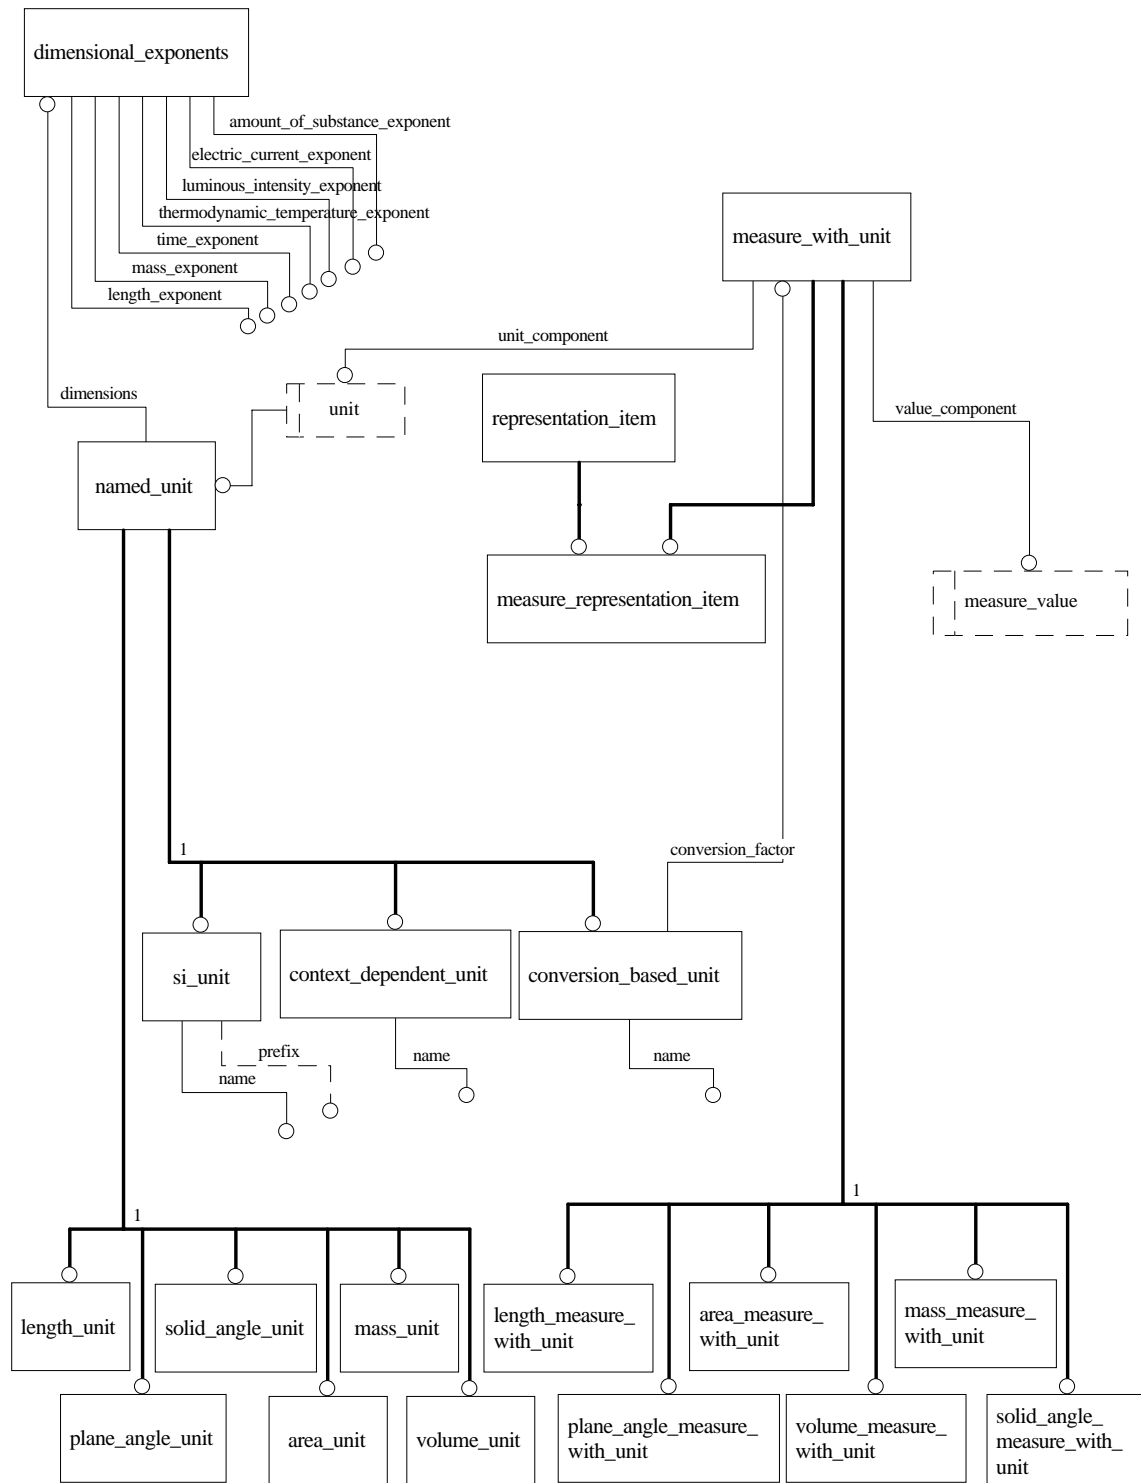 dimensional_exponents
amount_of_substance_exponent
electric_current_exponent
luminous_intensity_exponent
thermodynamic_temperature_exponent
time_exponent
mass_exponent
length_exponent
measure_with_unit
unit_component
dimensions
unit
representation_item
value_component
named_unit
measure_representation_item
measure_value
1
conversion_factor
si_unit
context_dependent_unit
conversion_based_unit
prefix
name
name
name
1
1
length_unit
solid_angle_unit
mass_unit
length_measure_
with_unit
area_measure_
with_unit
mass_measure_
with_unit
plane_angle_unit
area_unit
volume_unit
plane_angle_measure_
with_unit
volume_measure_
with_unit
solid_angle_
measure_with_
unit